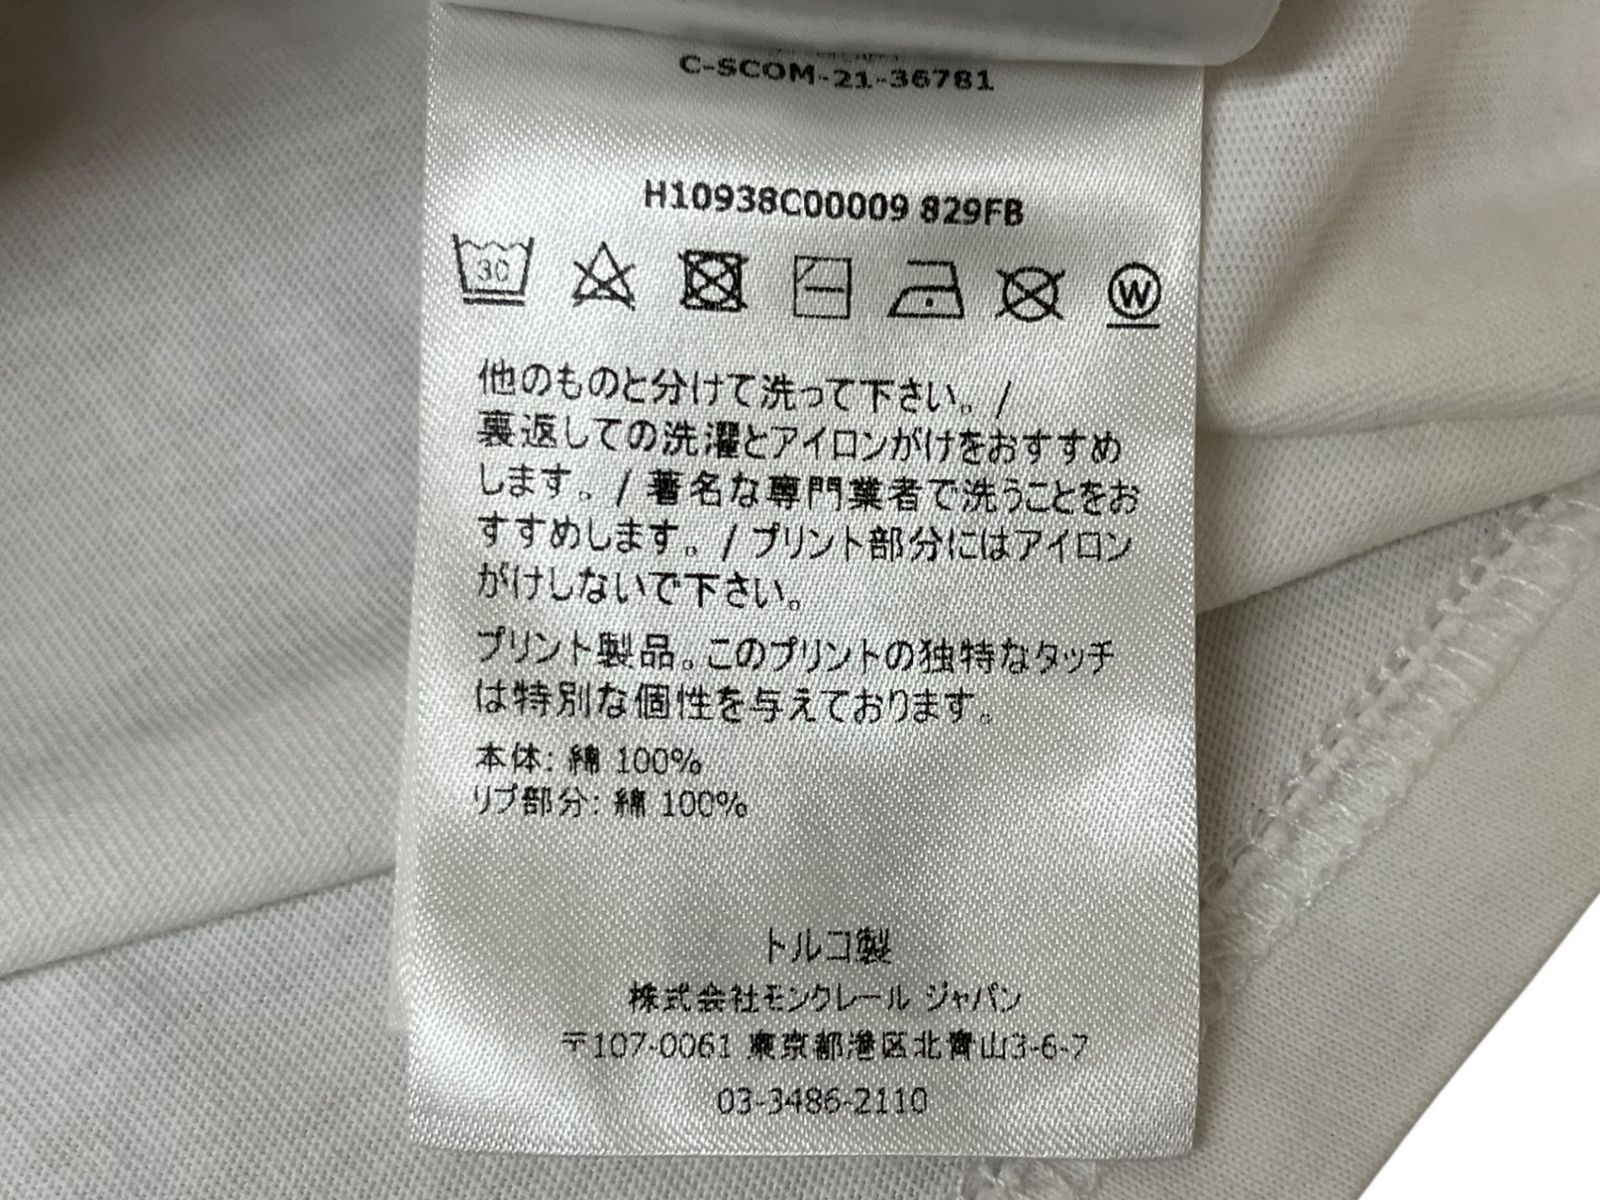 C-SCOM-21-36781
H10938C00009 829FB
30
W
他のものと分けて洗って下さい。/
裏返しての洗濯とアイロンがけをおすすめ
します。/ 著名な専門業者で洗うことをお
すすめします。/ プリント部分にはアイロン
がけしないで下さい。
プリント製品。このプリントの独特なタッチ
は特別な個性を与えております。
本体: 綿 100%
リブ部分: 綿 100%
トルコ製
株式会社モンクレール ジャパン
〒107-0061 東京都港区北青山3-6-7
03-3486-2110